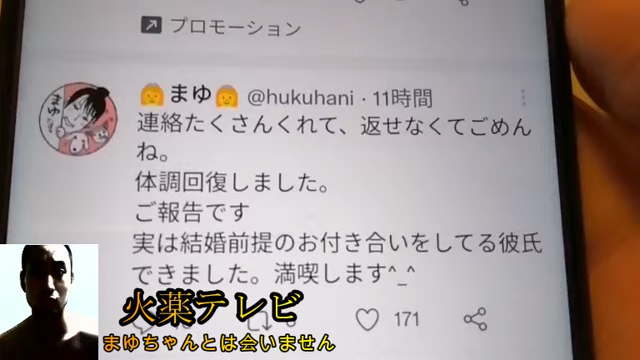 プロモーション
まゆ @hukuhani · 11時間
連絡たくさんくれて、返せなくてごめん
ね。
体調回復しました。
ご報告です
実は結婚前提のお付き合いをしてる彼氏
できました。満喫します^_^
171
火薬テレビ
まゆちゃんとは会いません